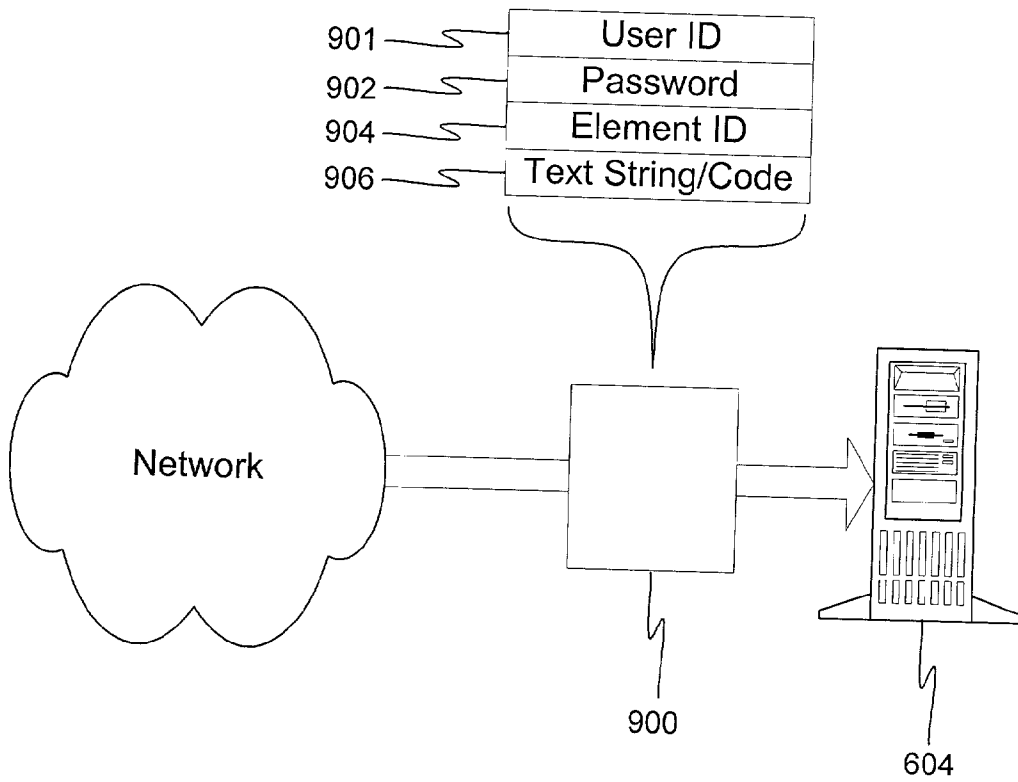 901 User ID
902 Password
904 Element ID
906 Text String/Code
Network
900
604